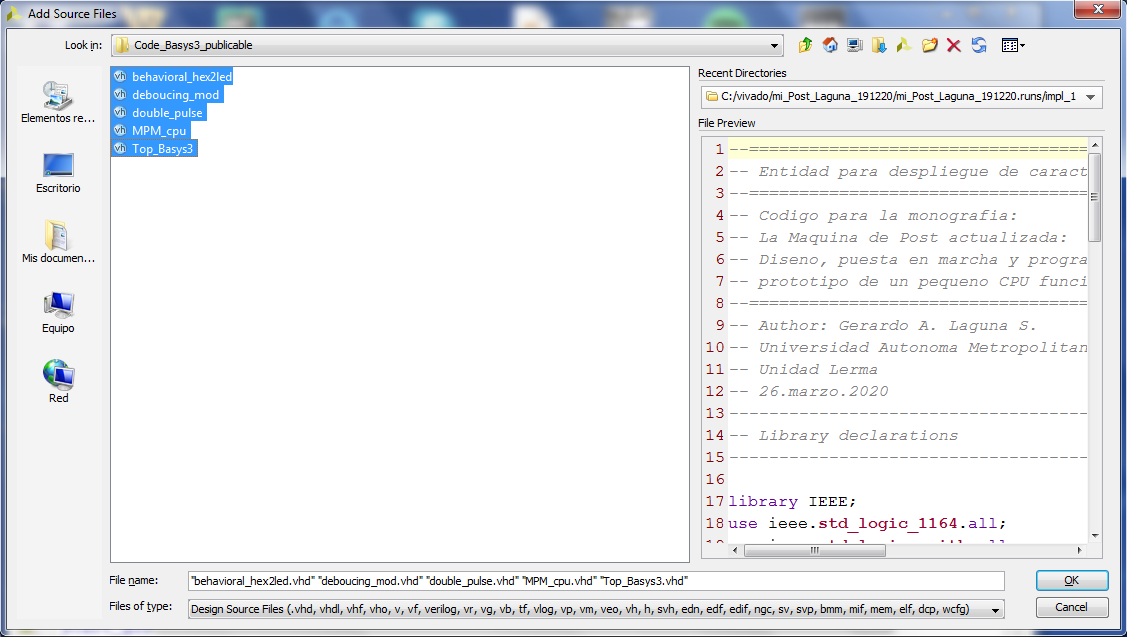 Add Source Files
Look in: Code_Basys3_publicable
Elementos re...
Escritorio
Mis documen...
Equipo
Red
behavioral_hex2led
deboucing_mod
double_pulse
MPM_cpu
Top_Basys3
Recent Directories
C:/vivado/mi_Post_Laguna_191220/mi_Post_Laguna_191220.runs/impl_1
File Preview
1 --====================================
2 -- Entidad para despliegue de caract
3 --====================================
4 -- Codigo para la monografia:
5 -- La Maquina de Post actualizada:
6 -- Diseno, puesta en marcha y progra
7 -- prototipo de un pequeno CPU funci
8 --====================================
9 -- Author: Gerardo A. Laguna S.
10 -- Universidad Autonoma Metropolitan
11 -- Unidad Lerma
12 -- 26.marzo.2020
13 ------------------------------------
14 -- Library declarations
15 ------------------------------------
16
17 library IEEE;
18 use ieee.std_logic_1164.all;
File name: "behavioral_hex2led.vhd" "deboucing_mod.vhd" "double_pulse.vhd" "MPM_cpu.vhd" "Top_Basys3.vhd"
OK
Files of type: Design Source Files (.vhd, vhdl, vhf, vho, v, vf, verilog, vr, vg, vb, tf, vlog, vp, vm, veo, vh, h, svh, edn, edf, edif, ngc, sv, svp, bmm, mif, mem, elf, dcp, wcfg)
Cancel